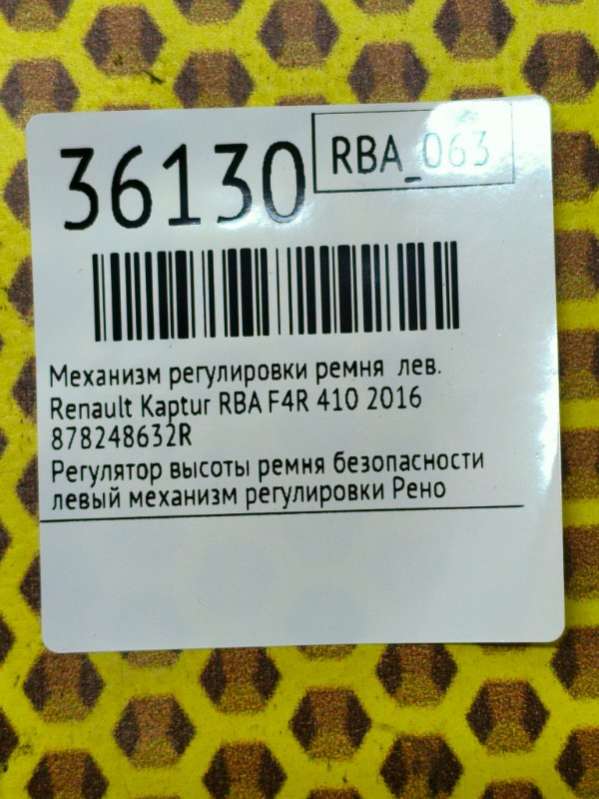 36130
RBA_063
Механизм регулировки ремня лев.
Renault Kaptur RBA F4R 410 2016
878248632R
Регулятор высоты ремня безопасности
левый механизм регулировки Рено